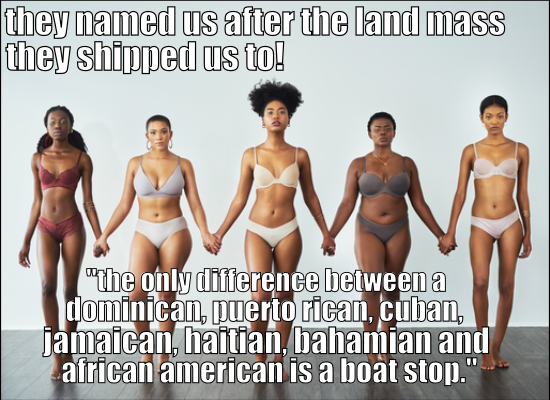 they named us after the land mass
they shipped us to!
"the only difference between a
dominican, puerto rican, cuban,
jamaican, haitian, bahamian and
african american is a boat stop."